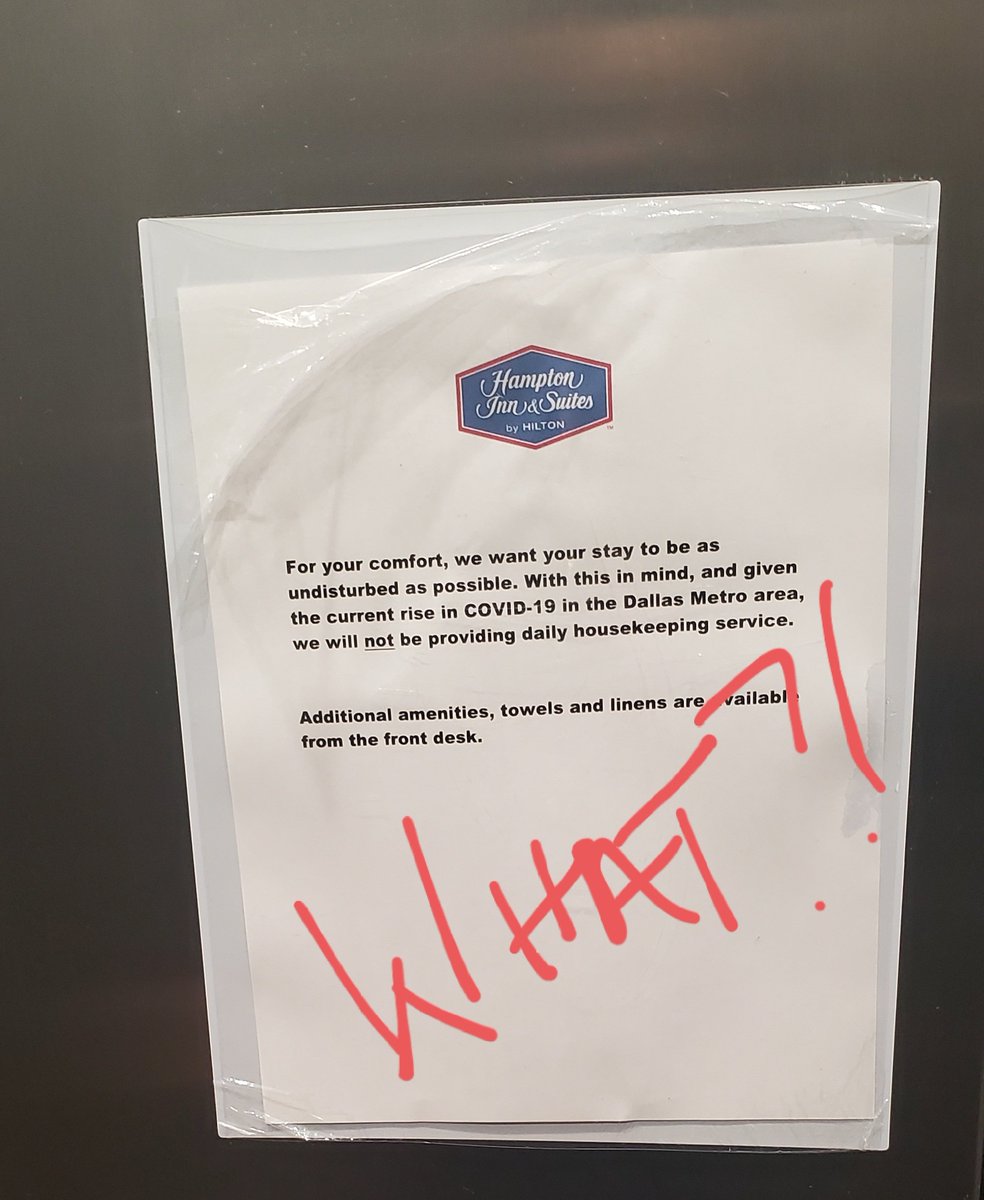 Hampton
Inn & Suites
by HILTON
™
For your comfort, we want your stay to be as
undisturbed as possible. With this in mind, and given
the current rise in COVID-19 in the Dallas Metro area,
we will not be providing daily housekeeping service.
Additional amenities, towels and linens are available
from the front desk.
WHAT?!